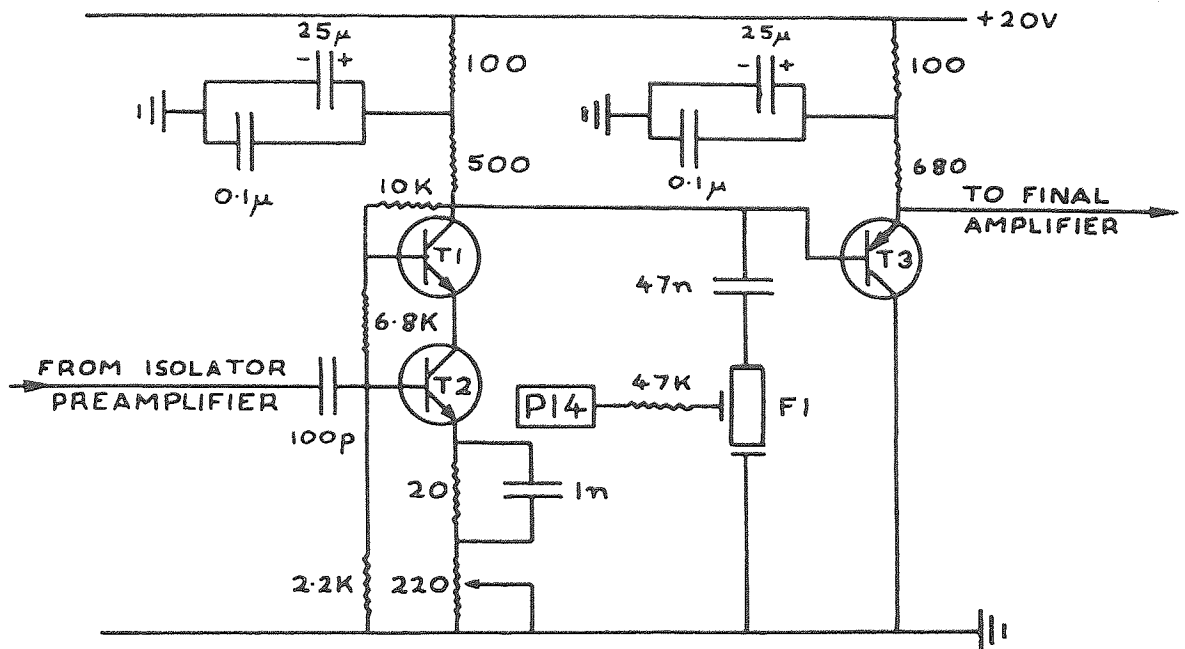 +20V
25μ
- +
100
0.1μ
500
10K
25μ
- +
100
0.1μ
680
TO FINAL
AMPLIFIER
T1
T3
47n
6.8K
FROM ISOLATOR
PREAMPLIFIER
T2
100p
P14
47K
F1
20
1n
2.2K
220